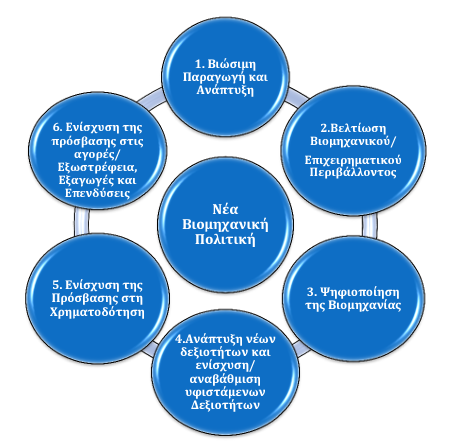 1. Βιώσιμη
Παραγωγή και
Ανάπτυξη
2.Βελτίωση
Βιομηχανικού/
Επιχειρηματικού
Περιβάλλοντος
3. Ψηφιοποίηση
της Βιομηχανίας
4.Ανάπτυξη νέων
δεξιοτήτων και
ενίσχυση/
αναβάθμιση
υφιστάμενων
Δεξιοτήτων
5. Ενίσχυση της
Πρόσβασης στη
Χρηματοδότηση
6. Ενίσχυση της
πρόσβασης στις
αγορές/
Εξωστρέφεια,
Εξαγωγές και
Επενδύσεις
Νέα
Βιομηχανική
Πολιτική